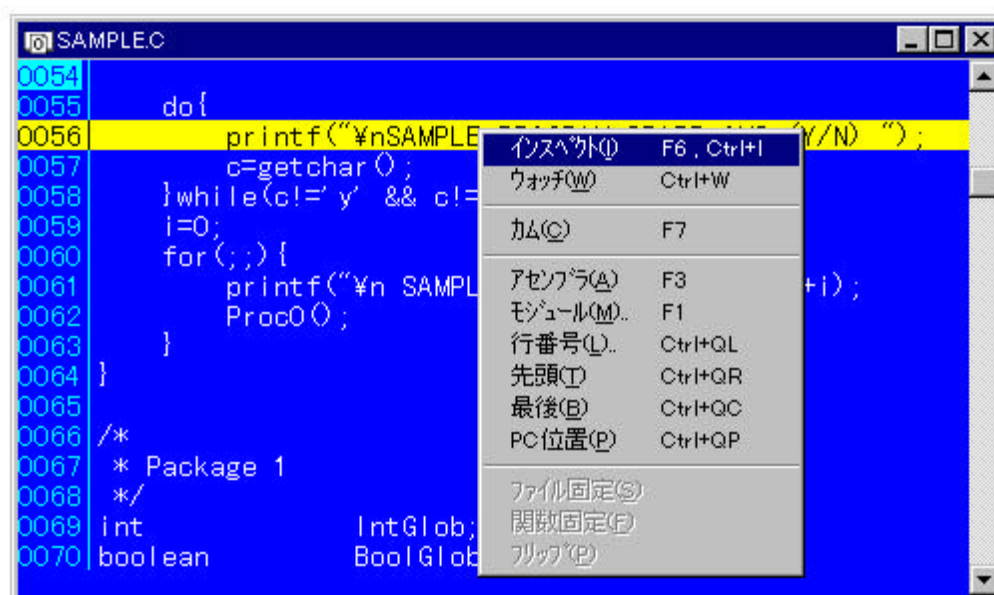 SAMPLE.C
0054
0055 do{
0056 printf("¥nSAMPLE Y/N) ");
0057 c=getchar();
0058 }while(c!='y' && c!=
0059 i=0;
0060 for(;;){
0061 printf("¥n SAMPL +i);
0062 Proc0();
0063 }
0064 }
0065
0066 /*
0067 * Package 1
0068 */
0069 int IntGlob;
0070 boolean BoolGlob
インスペクト(I) F6 , Ctrl+I
ウォッチ(W) Ctrl+W
カム(C) F7
アセンブラ(A) F3
モジュール(M).. F1
行番号(L).. Ctrl+QL
先頭(T) Ctrl+QR
最後(B) Ctrl+QC
PC位置(P) Ctrl+QP
ファイル固定(S)
関数固定(F)
フリップ(P)